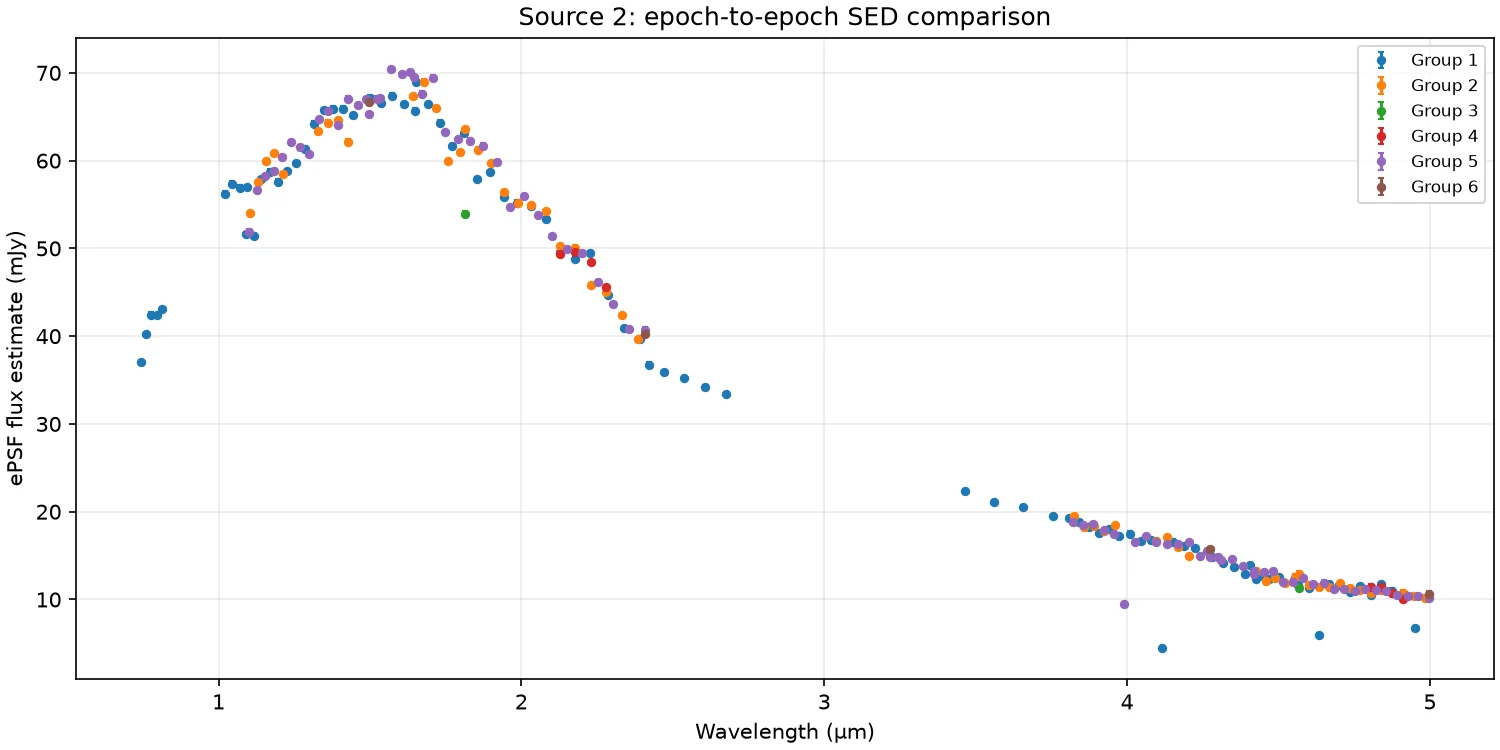 Source 2: epoch-to-epoch SED comparison
70
60
50
40
30
20
10
ePSF flux estimate (mJy)
1
2
3
4
5
Wavelength (µm)
Group 1
Group 2
Group 3
Group 4
Group 5
Group 6